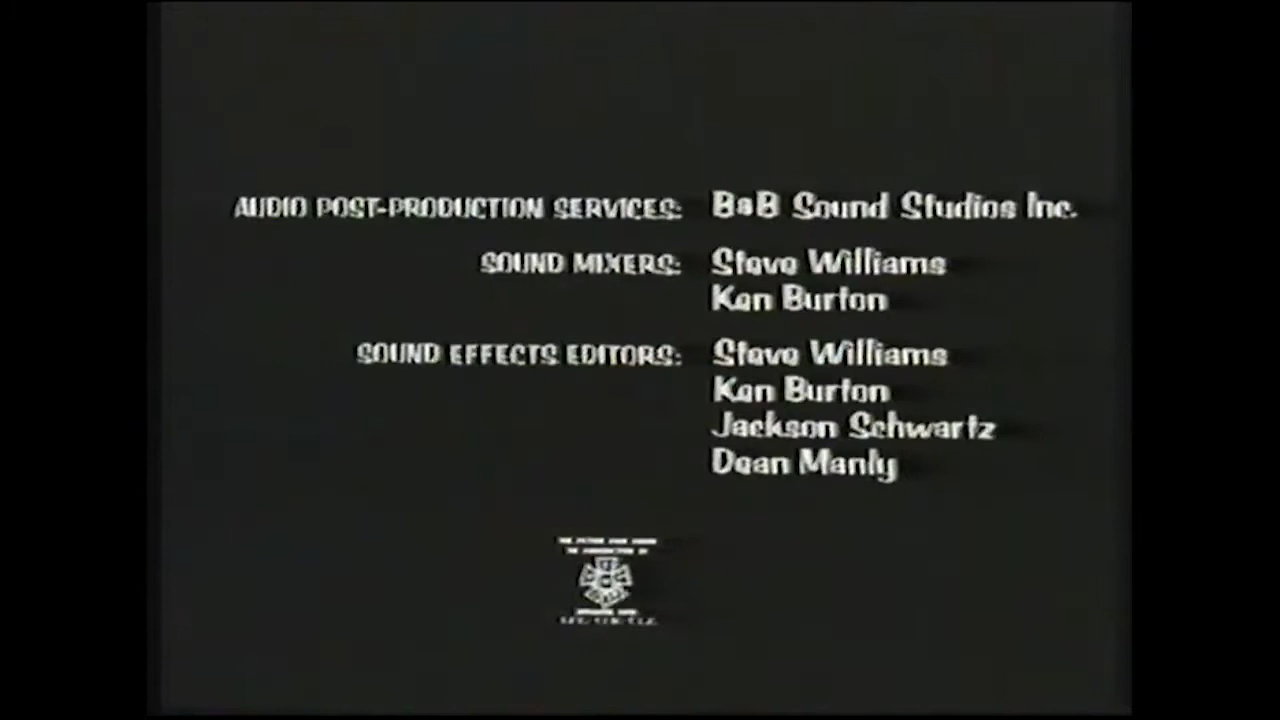 AUDIO POST-PRODUCTION SERVICES: B&B Sound Studios Inc.
SOUND MIXERS: Steve Williams
Ken Burton
SOUND EFFECTS EDITORS: Steve Williams
Ken Burton
Jackson Schwartz
Dean Manly